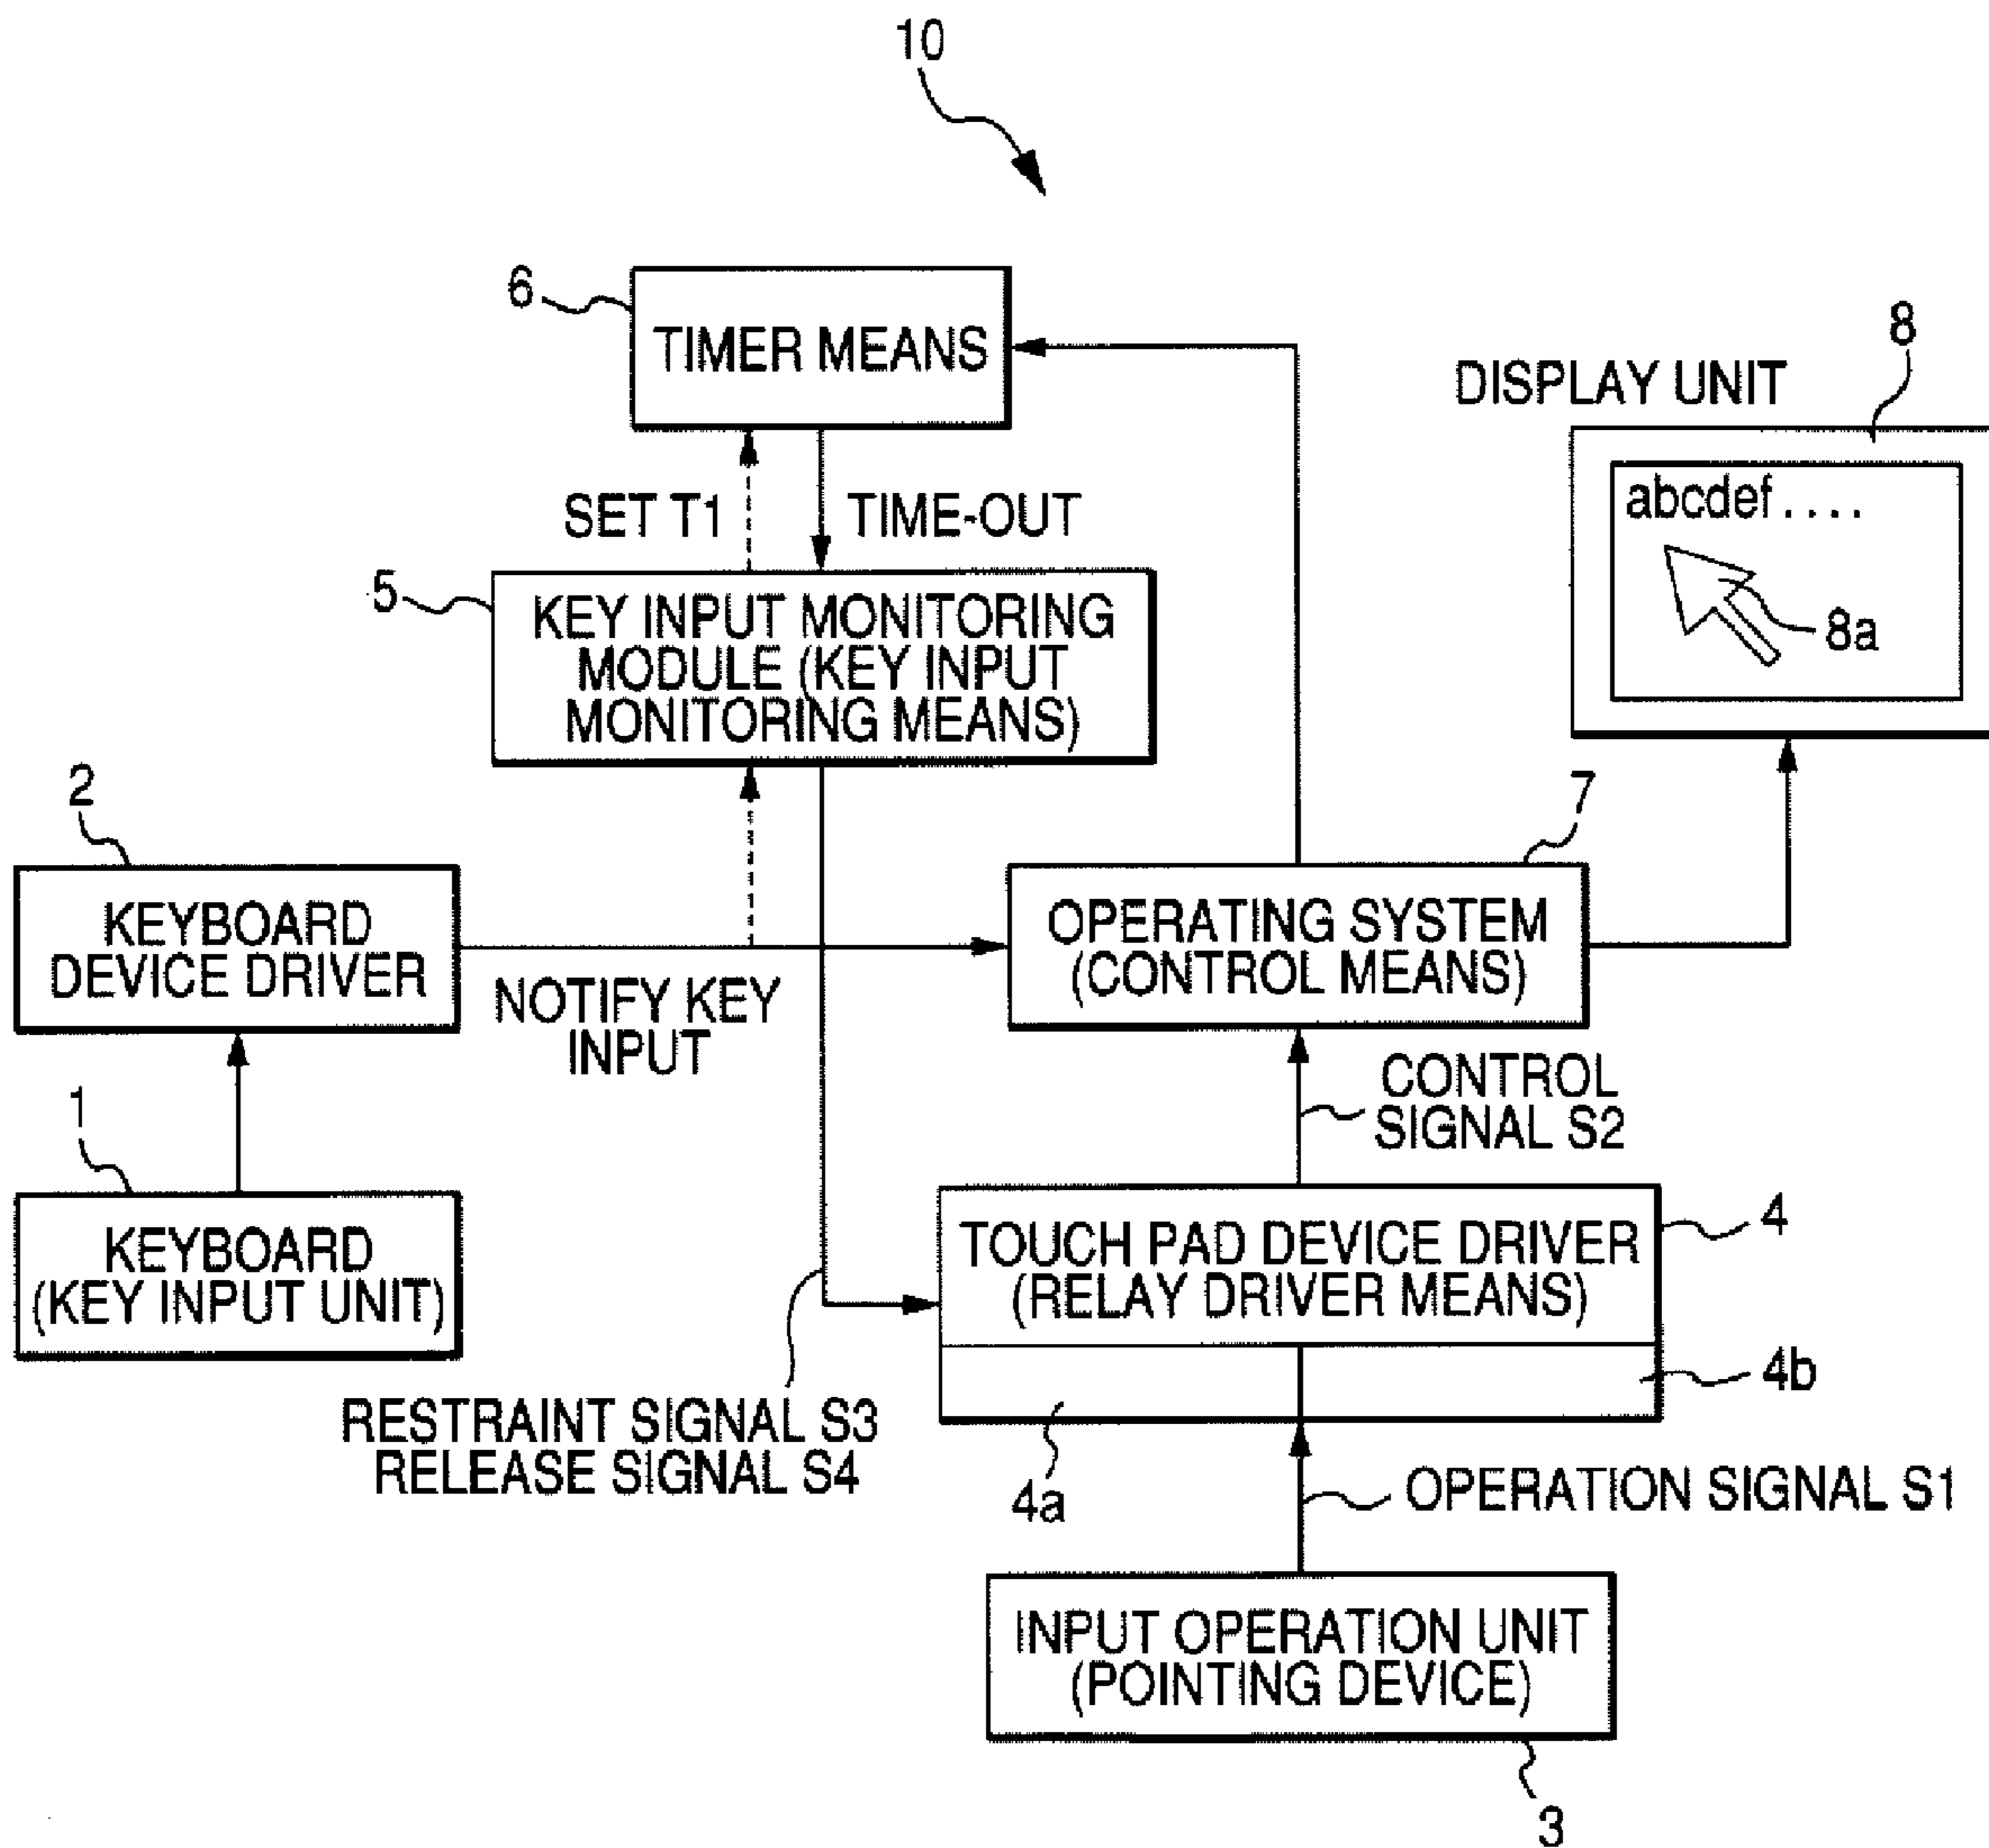 10
6
TIMER MEANS
8
DISPLAY UNIT
abcdef....
8a
SET T1
TIME-OUT
5
KEY INPUT MONITORING
MODULE (KEY INPUT
MONITORING MEANS)
2
7
KEYBOARD
DEVICE DRIVER
NOTIFY KEY
INPUT
OPERATING SYSTEM
(CONTROL MEANS)
CONTROL
SIGNAL S2
1
KEYBOARD
(KEY INPUT UNIT)
4
TOUCH PAD DEVICE DRIVER
(RELAY DRIVER MEANS)
4b
RESTRAINT SIGNAL S3
RELEASE SIGNAL S4
4a
OPERATION SIGNAL S1
INPUT OPERATION UNIT
(POINTING DEVICE)
3